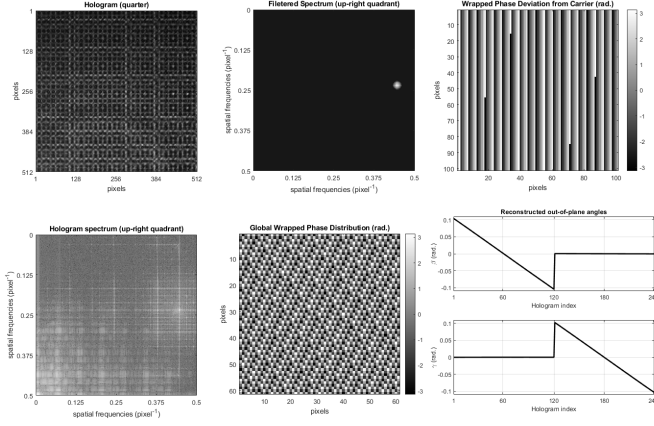 Hologram (quarter)
1
128
256
384
512
pixels
1 128 256 384 512
pixels
Filetered Spectrum (up-right quadrant)
0
0.125
0.25
0.375
0.5
spatial frequencies (pixel-1)
0 0.125 0.25 0.375 0.5
spatial frequencies (pixel-1)
Wrapped Phase Deviation from Carrier (rad.)
10
20
30
40
50
60
70
80
90
100
pixels
20 40 60 80 100
pixels
3
2
1
0
-1
-2
-3
Hologram spectrum (up-right quadrant)
0
0.125
0.25
0.375
0.5
spatial frequencies (pixel-1)
0 0.125 0.25 0.375 0.5
spatial frequencies (pixel-1)
Global Wrapped Phase Distribution (rad.)
10
20
30
40
50
60
pixels
10 20 30 40 50 60
pixels
3
2
1
0
-1
-2
-3
Reconstructed out-of-plane angles
0.1
0.05
0
-0.05
-0.1
β (rad.)
1 60 120 180 240
Hologram index
0.1
0.05
0
-0.05
-0.1
γ (rad.)
1 60 120 180 240
Hologram index